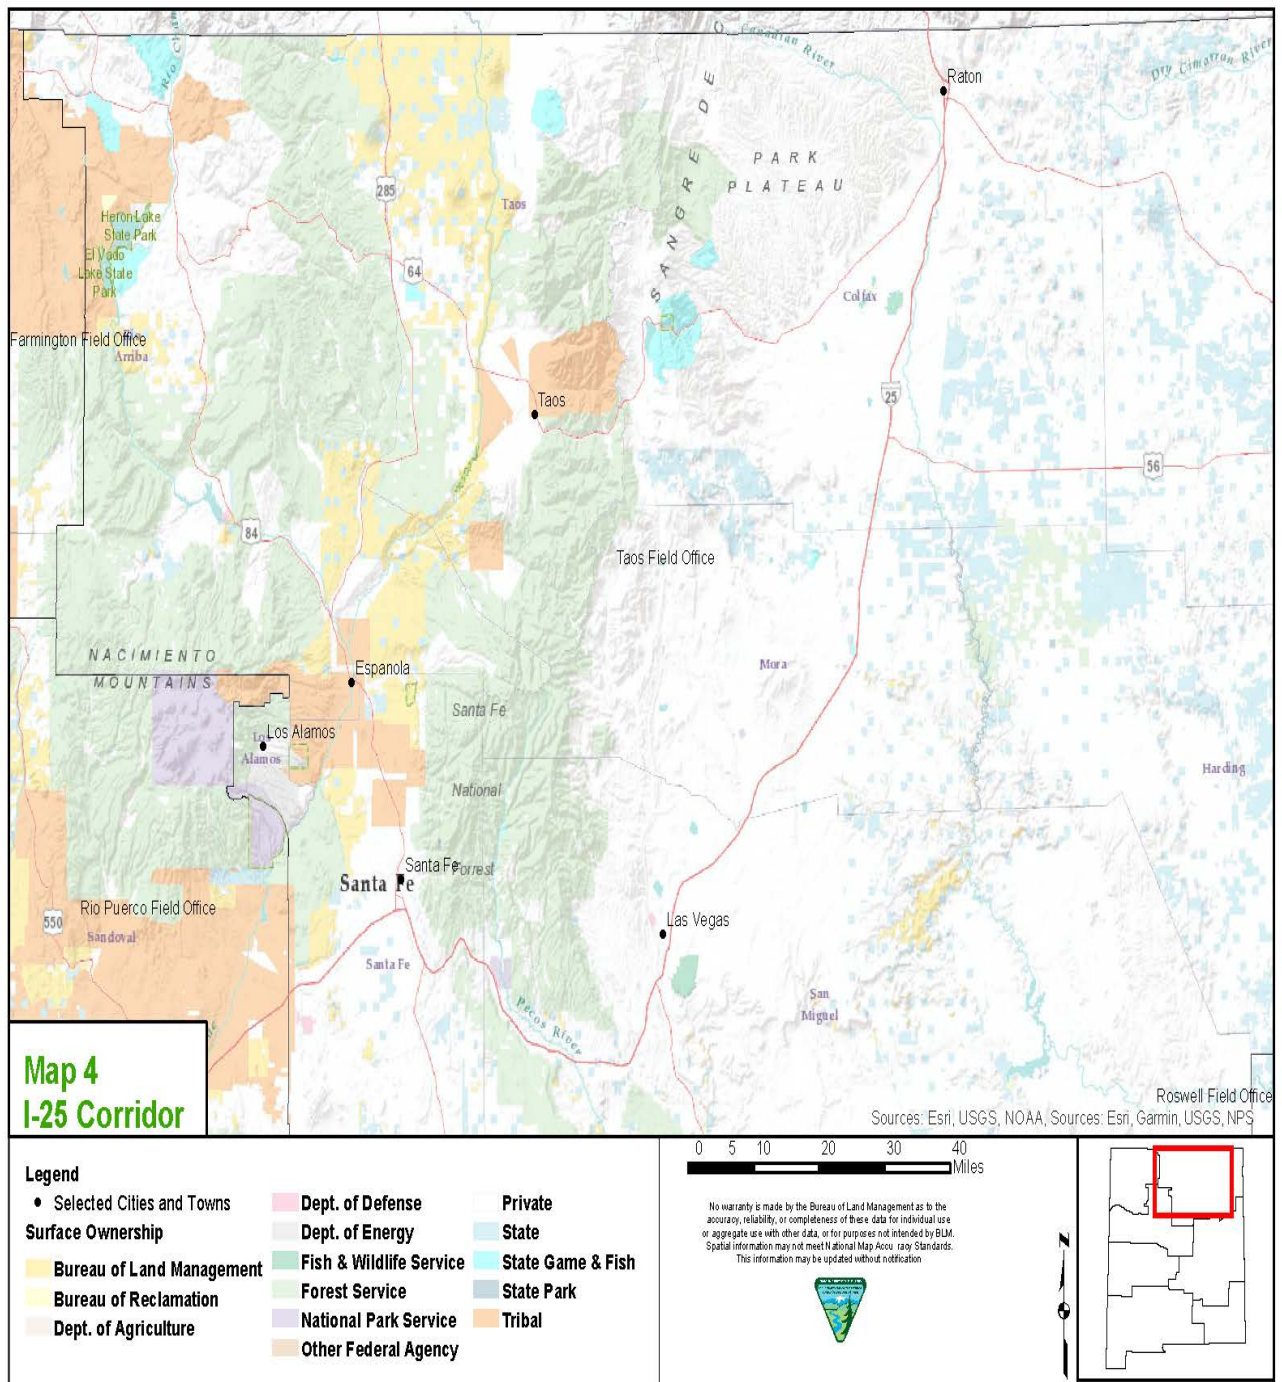 Canadian River
Dry Cimarron River
Rio
Raton
SANGRE DE
PARK
PLATEAU
285
Taos
Heron Lake
State Park
El Vado
Lake State
Park
64
Colfax
Farmington Field Office
Arriba
25
Taos
56
84
Taos Field Office
NACIMIENTO
MOUNTAINS
Espanola
Mora
Santa Fe
Los Alamos
Los
Alamos
Harding
National
Santa Fe
Forrest
Santa Fe
Rio Puerco Field Office
550
Las Vegas
Sandoval
Santa Fe
San
Miguel
Pecos River
Map 4
I-25 Corridor
Roswell Field Office
Sources: Esri, USGS, NOAA, Sources: Esri, Garmin, USGS, NPS
Legend
Selected Cities and Towns
Surface Ownership
Bureau of Land Management
Bureau of Reclamation
Dept. of Agriculture
Dept. of Defense
Dept. of Energy
Fish & Wildlife Service
Forest Service
National Park Service
Other Federal Agency
Private
State
State Game & Fish
State Park
Tribal
0 5 10 20 30 40
Miles
No warranty is made by the Bureau of Land Management as to the
accuracy, reliability, or completeness of these data for individual use
or aggregate use with other data, or for purposes not intended by BLM.
Spatial information may not meet National Map Accu racy Standards.
This information may be updated without notification
N